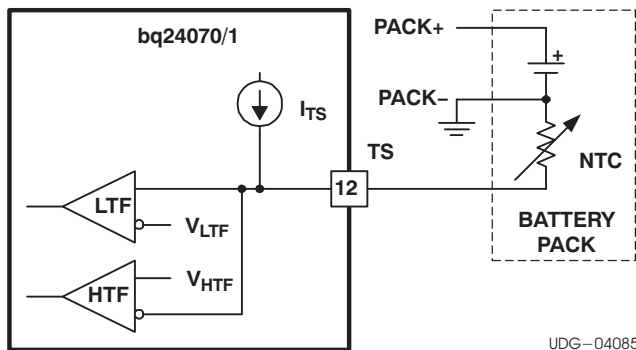 bq24070/1
PACK+
+
PACK−
I_TS
TS
NTC
12
LTF
V_LTF
BATTERY
PACK
HTF
V_HTF
UDG−04085